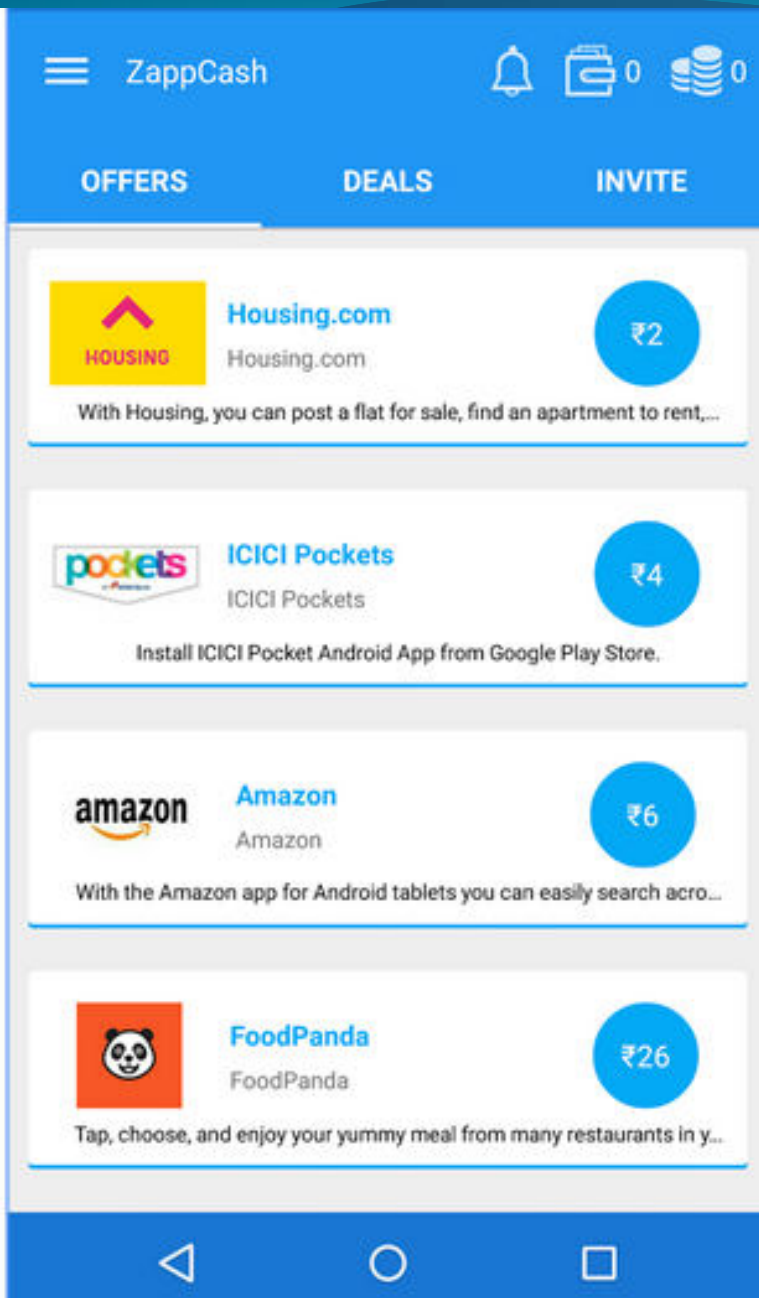 ZappCash 0 0
OFFERS DEALS INVITE
HOUSING
Housing.com
Housing.com
₹2
With Housing, you can post a flat for sale, find an apartment to rent,...
pockets
ICICI Pockets
ICICI Pockets
₹4
Install ICICI Pocket Android App from Google Play Store.
amazon
Amazon
Amazon
₹6
With the Amazon app for Android tablets you can easily search acro...
FoodPanda
FoodPanda
₹26
Tap, choose, and enjoy your yummy meal from many restaurants in y...